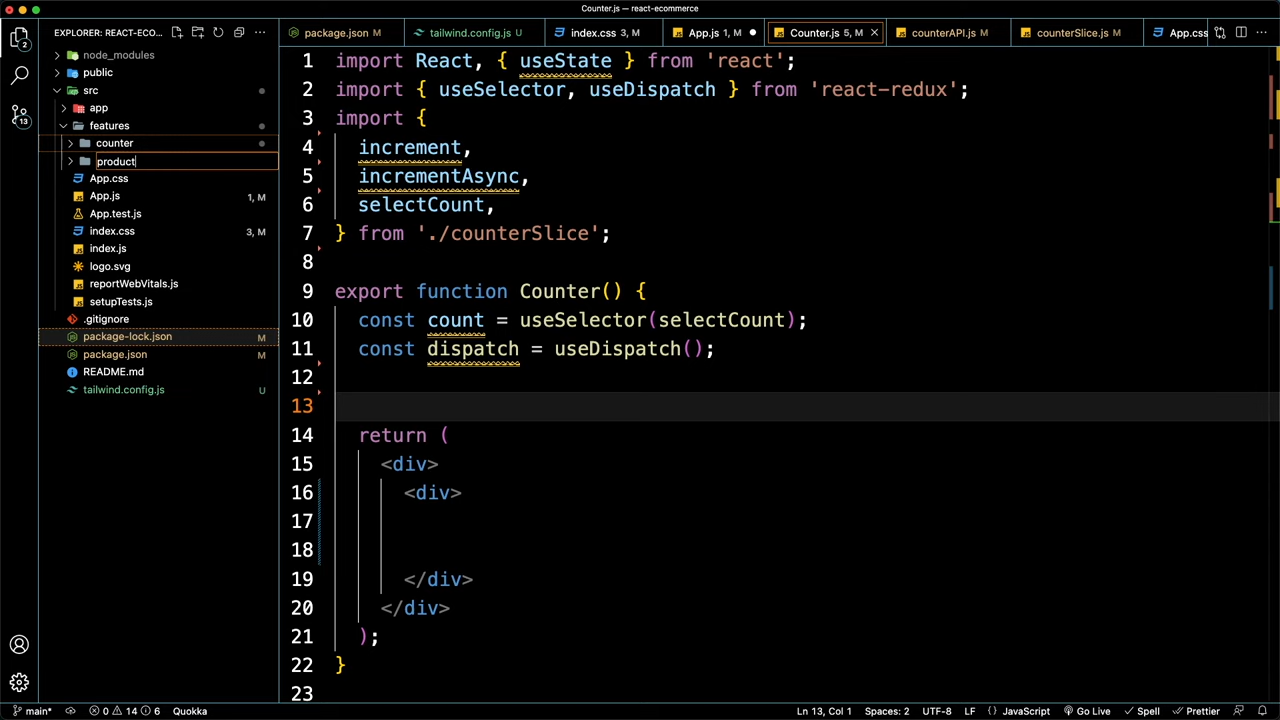 Counter.js — react-ecommerce
EXPLORER: REACT-ECO...
package.json M
tailwind.config.js U
index.css 3, M
App.js 1, M
Counter.js 5, M
counterAPI.js M
counterSlice.js M
App.css
node_modules
public
src
app
features
counter
product
App.css
App.js 1, M
App.test.js
index.css 3, M
index.js
logo.svg
reportWebVitals.js
setupTests.js
.gitignore
package-lock.json M
package.json M
README.md
tailwind.config.js U
2
13
1 import React, { useState } from 'react';
2 import { useSelector, useDispatch } from 'react-redux';
3 import {
4 increment,
5 incrementAsync,
6 selectCount,
7 } from './counterSlice';
8
9 export function Counter() {
10 const count = useSelector(selectCount);
11 const dispatch = useDispatch();
12
13
14 return (
15 <div>
16 <div>
17
18
19 </div>
20 </div>
21 );
22 }
23
main* 0 14 6 Quokka Ln 13, Col 1 Spaces: 2 UTF-8 LF {} JavaScript Go Live Spell Prettier